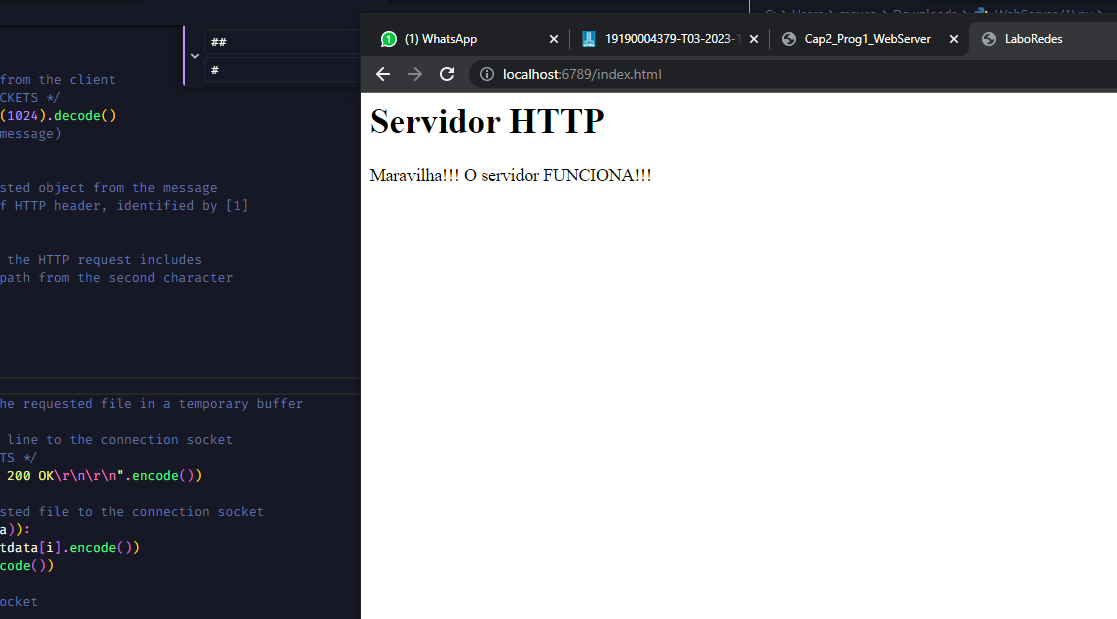 ##
#
from the client
CKETS */
(1024).decode()
message)
sted object from the message
f HTTP header, identified by [1]
the HTTP request includes
path from the second character
he requested file in a temporary buffer
line to the connection socket
TS */
200 OK\r\n\r\n".encode())
sted file to the connection socket
a)):
tdata[i].encode())
code())
ocket
(1) WhatsApp
19190004379-T03-2023-1
Cap2_Prog1_WebServer
LaboRedes
localhost:6789/index.html
Servidor HTTP
Maravilha!!! O servidor FUNCIONA!!!